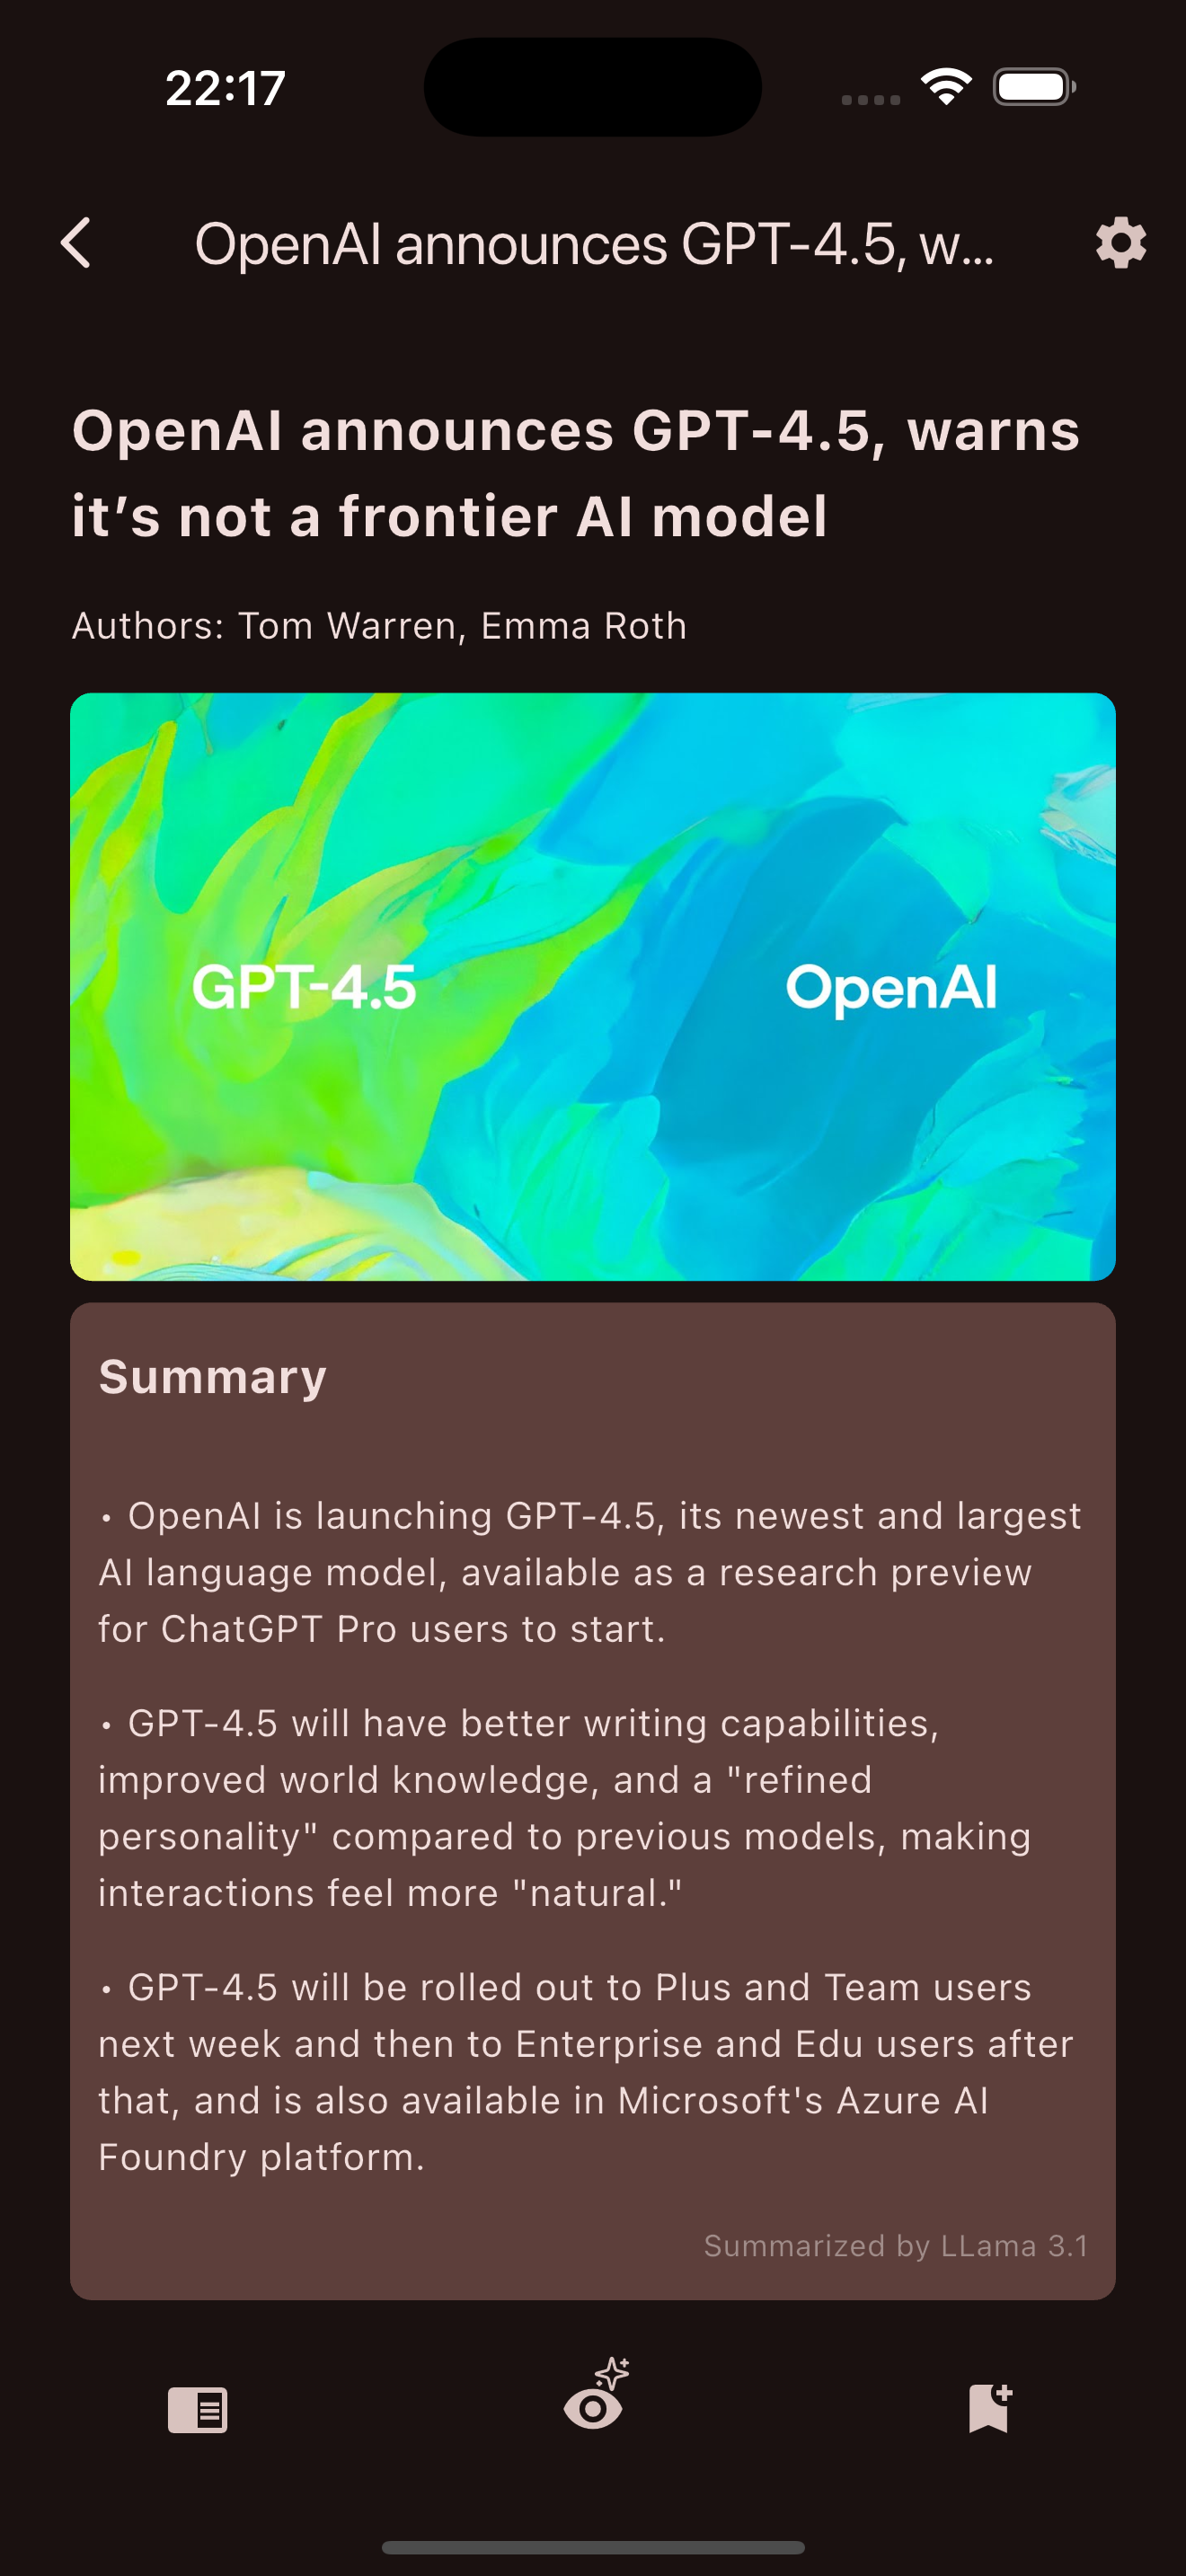 22:17
OpenAI announces GPT-4.5, w...
OpenAI announces GPT-4.5, warns
it’s not a frontier AI model
Authors: Tom Warren, Emma Roth
GPT-4.5
OpenAI
Summary
• OpenAI is launching GPT-4.5, its newest and largest
AI language model, available as a research preview
for ChatGPT Pro users to start.
• GPT-4.5 will have better writing capabilities,
improved world knowledge, and a "refined
personality" compared to previous models, making
interactions feel more "natural."
• GPT-4.5 will be rolled out to Plus and Team users
next week and then to Enterprise and Edu users after
that, and is also available in Microsoft's Azure AI
Foundry platform.
Summarized by LLama 3.1